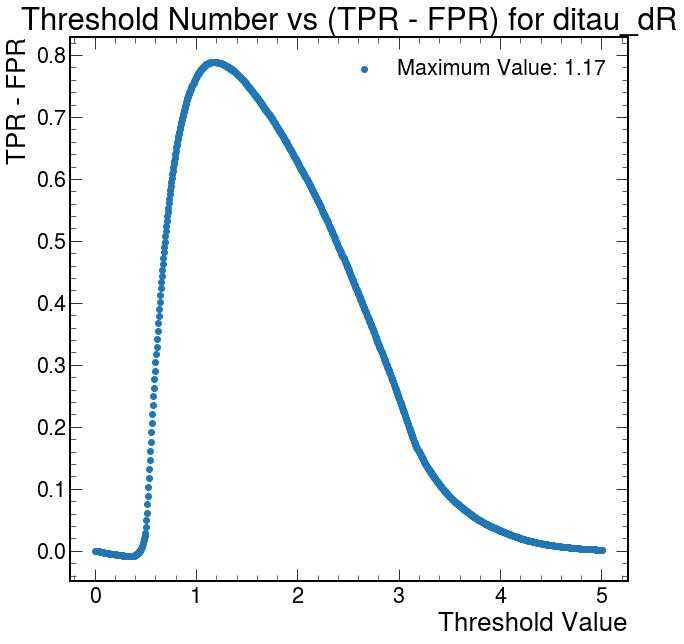 Threshold Number vs (TPR - FPR) for ditau_dR
TPR - FPR
Maximum Value: 1.17
0.8
0.7
0.6
0.5
0.4
0.3
0.2
0.1
0.0
0 1 2 3 4 5
Threshold Value